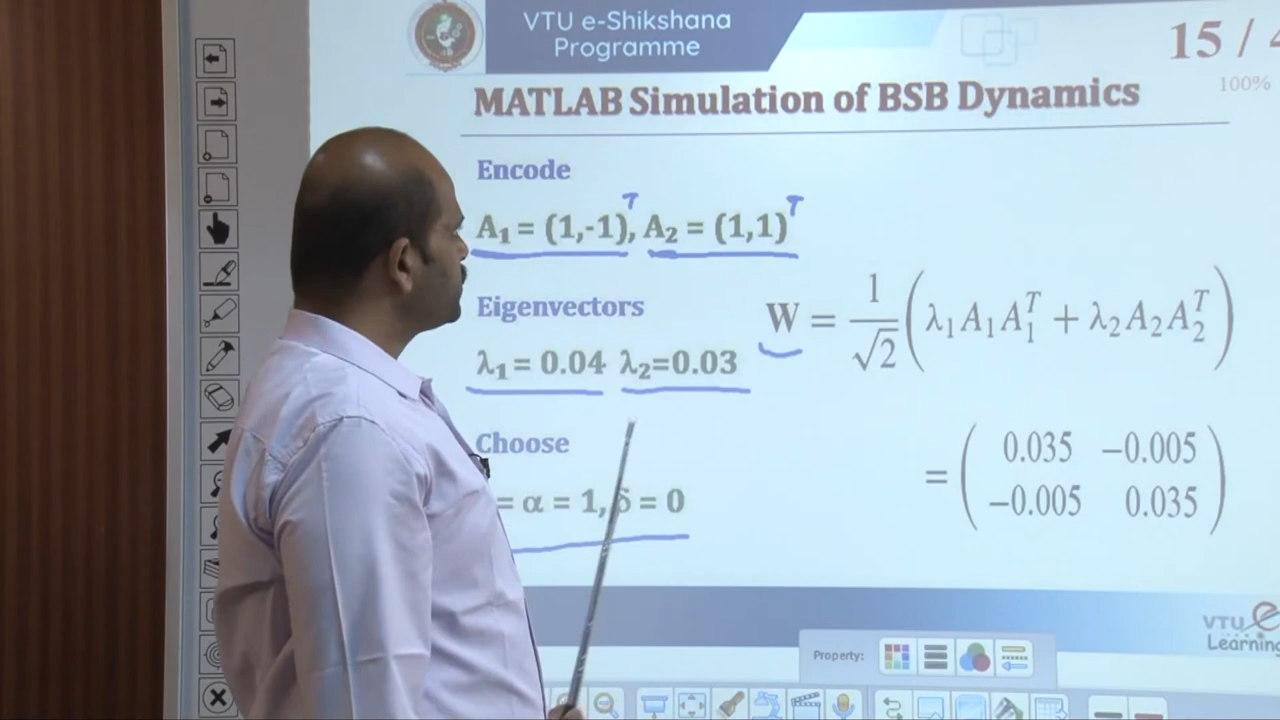 VTU e-Shikshana
Programme
15 / 4
100%
MATLAB Simulation of BSB Dynamics
Encode
A₁ = (1,-1)ᵀ, A₂ = (1,1)ᵀ
Eigenvectors
λ₁ = 0.04 λ₂=0.03
W = 1/√2 (λ₁A₁A₁ᵀ + λ₂A₂A₂ᵀ)
Choose
= α = 1, δ = 0
= ( 0.035 −0.005
−0.005 0.035 )
VTU e
Learning
Property: